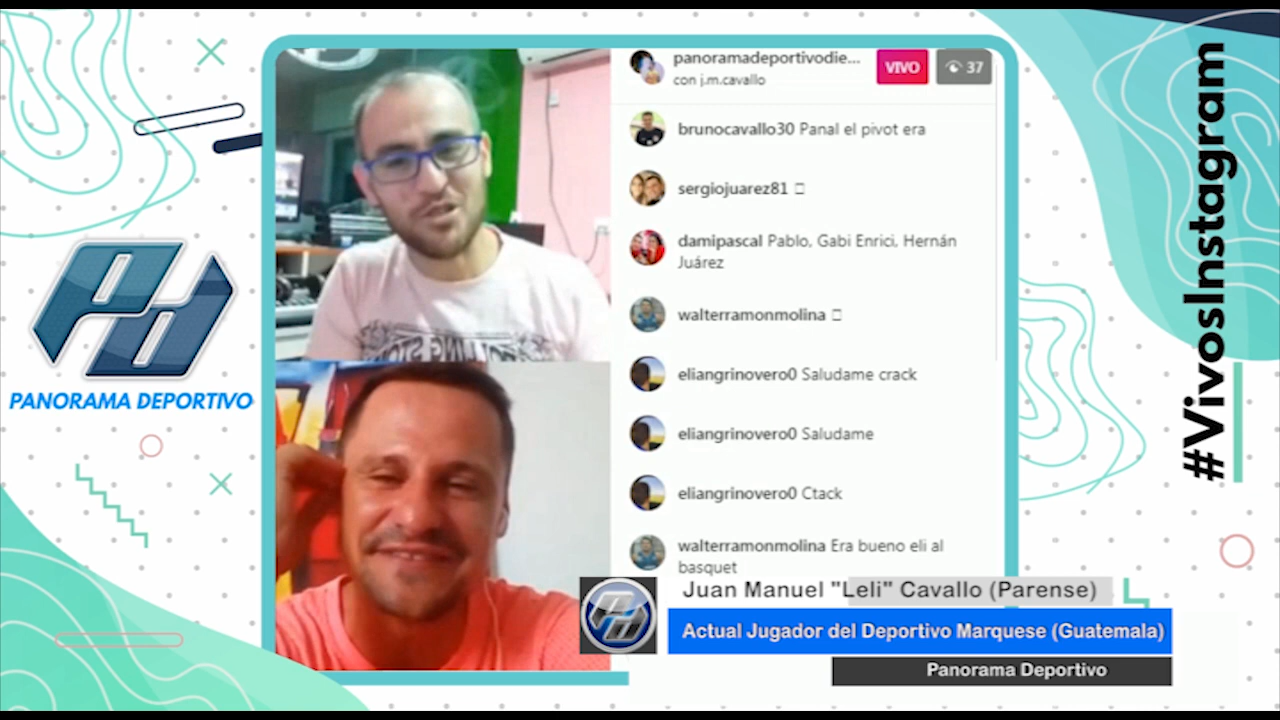 panoramadeportivodie...
con j.m.cavallo
VIVO
37
brunocavallo30 Panal el pivot era
sergiojuarez81
damipascal Pablo, Gabi Enrici, Hernán
Juárez
walterramonmolina
eliangrinovero0 Saludame crack
eliangrinovero0 Saludame
eliangrinovero0 Ctack
walterramonmolina Era bueno eli al
basquet
PD
PANORAMA DEPORTIVO
#VivosInstagram
PD
Juan Manuel "Leli" Cavallo (Parense)
Actual Jugador del Deportivo Marquese (Guatemala)
Panorama Deportivo